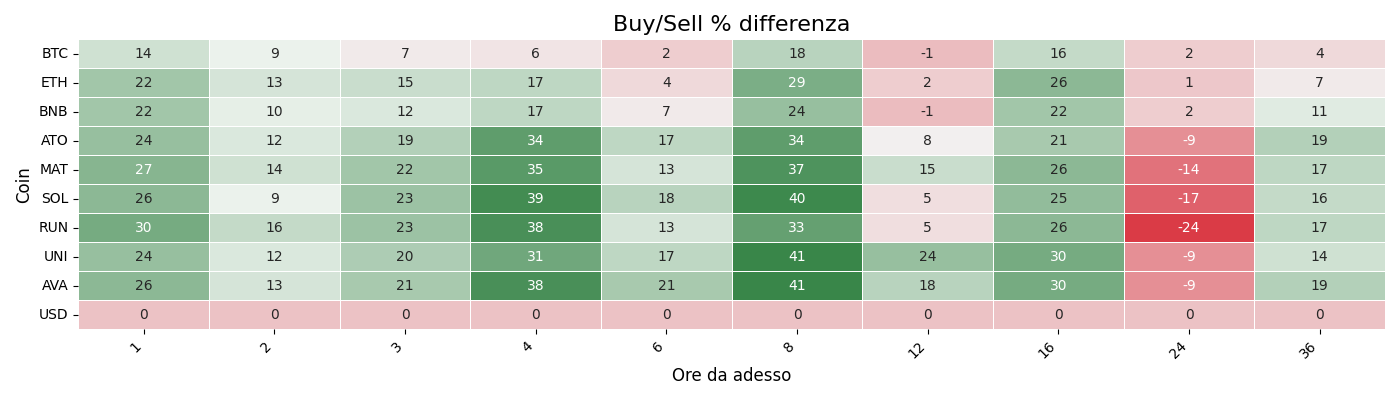 Buy/Sell % differenza
Coin
BTC 14 9 7 6 2 18 -1 16 2 4
ETH 22 13 15 17 4 29 2 26 1 7
BNB 22 10 12 17 7 24 -1 22 2 11
ATO 24 12 19 34 17 34 8 21 -9 19
MAT 27 14 22 35 13 37 15 26 -14 17
SOL 26 9 23 39 18 40 5 25 -17 16
RUN 30 16 23 38 13 33 5 26 -24 17
UNI 24 12 20 31 17 41 24 30 -9 14
AVA 26 13 21 38 21 41 18 30 -9 19
USD 0 0 0 0 0 0 0 0 0 0
1 2 3 4 6 8 12 16 24 36
Ore da adesso